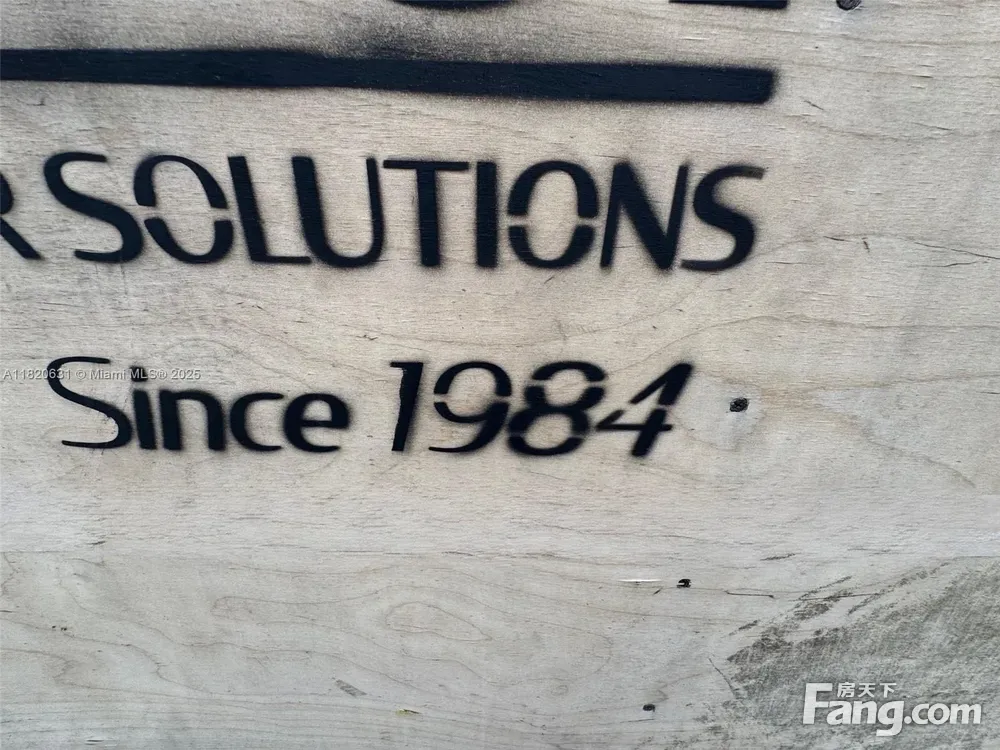 R SOLUTIONS
A11820631 © Miami MLS® 2025
Since 1984
房天下
Fang.com